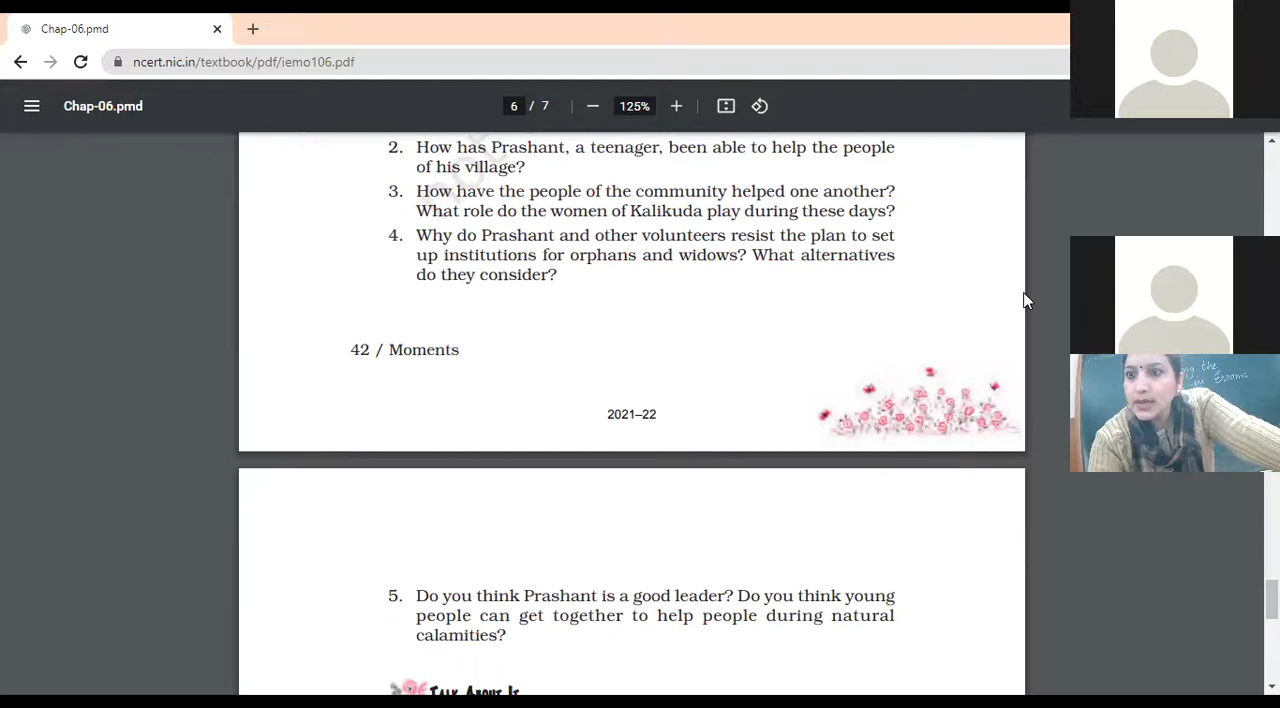 Chap-06.pmd
ncert.nic.in/textbook/pdf/iemo106.pdf
Chap-06.pmd
6 / 7
125%
2. How has Prashant, a teenager, been able to help the people
of his village?
3. How have the people of the community helped one another?
What role do the women of Kalikuda play during these days?
4. Why do Prashant and other volunteers resist the plan to set
up institutions for orphans and widows? What alternatives
do they consider?
42 / Moments
2021–22
the
in
5. Do you think Prashant is a good leader? Do you think young
people can get together to help people during natural
calamities?
Talk About It